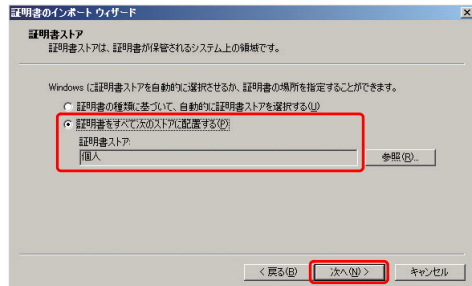 証明書のインポート ウィザード
証明書ストア
証明書ストアは、証明書が保管されるシステム上の領域です。
Windows に証明書ストアを自動的に選択させるか、証明書の場所を指定することができます。
証明書の種類に基づいて、自動的に証明書ストアを選択する(U)
証明書をすべて次のストアに配置する(P)
証明書ストア:
個人
参照(R)...
< 戻る(B)
次へ(N) >
キャンセル